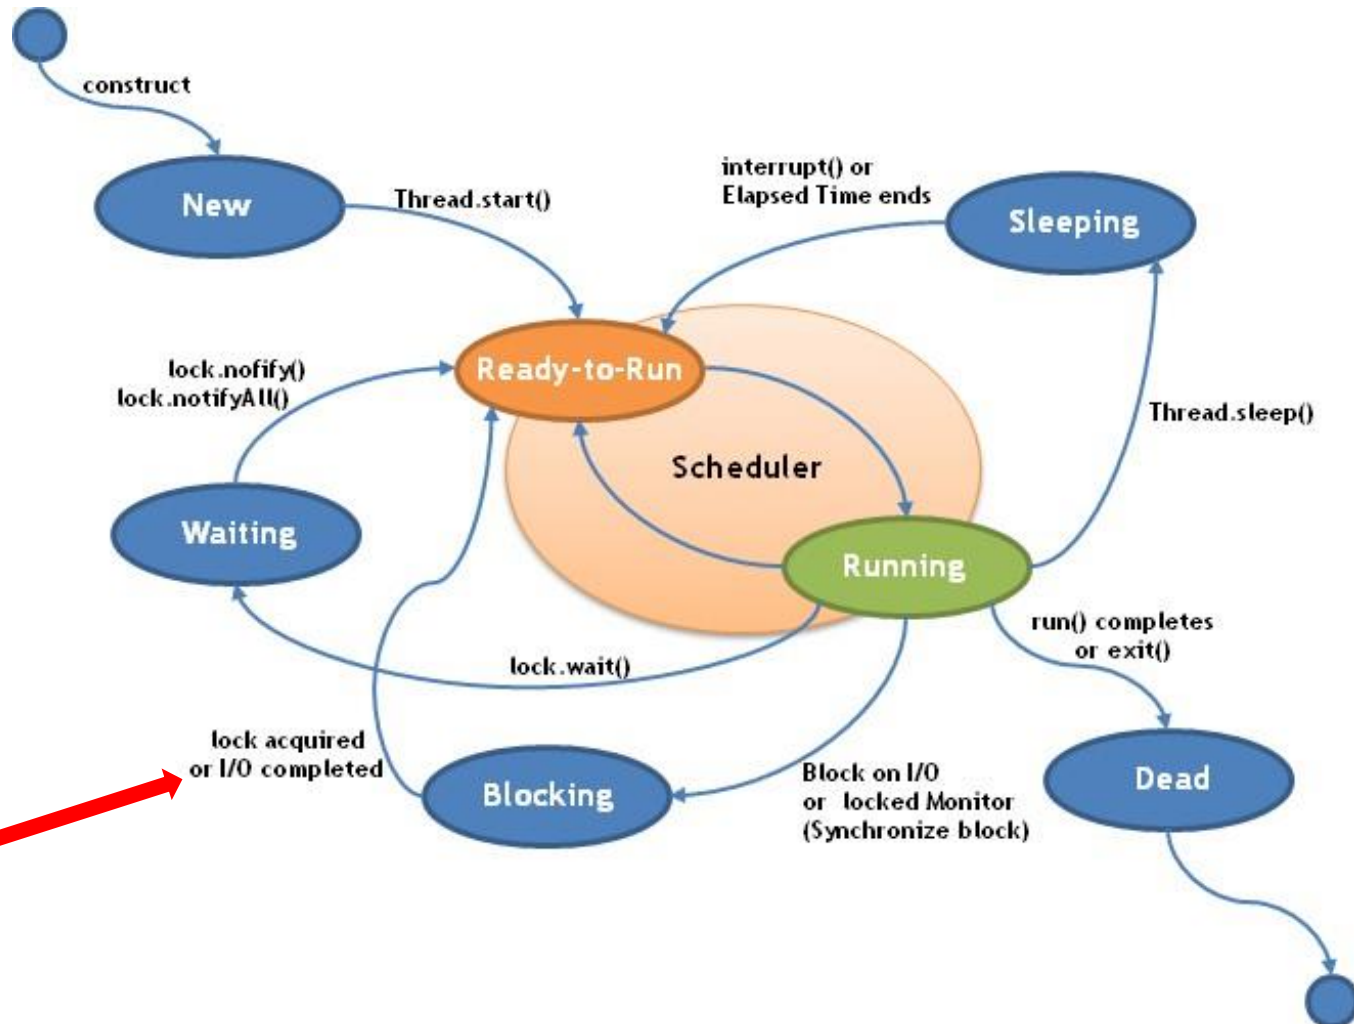 construct
New
Thread.start()
interrupt() or
Elapsed Time ends
Sleeping
Ready-to-Run
lock.nofify()
lock.notifyAll()
Thread.sleep()
Scheduler
Waiting
Running
run() completes
or exit()
lock.wait()
lock acquired
or I/O completed
Blocking
Block on I/O
or locked Monitor
(Synchronize block)
Dead